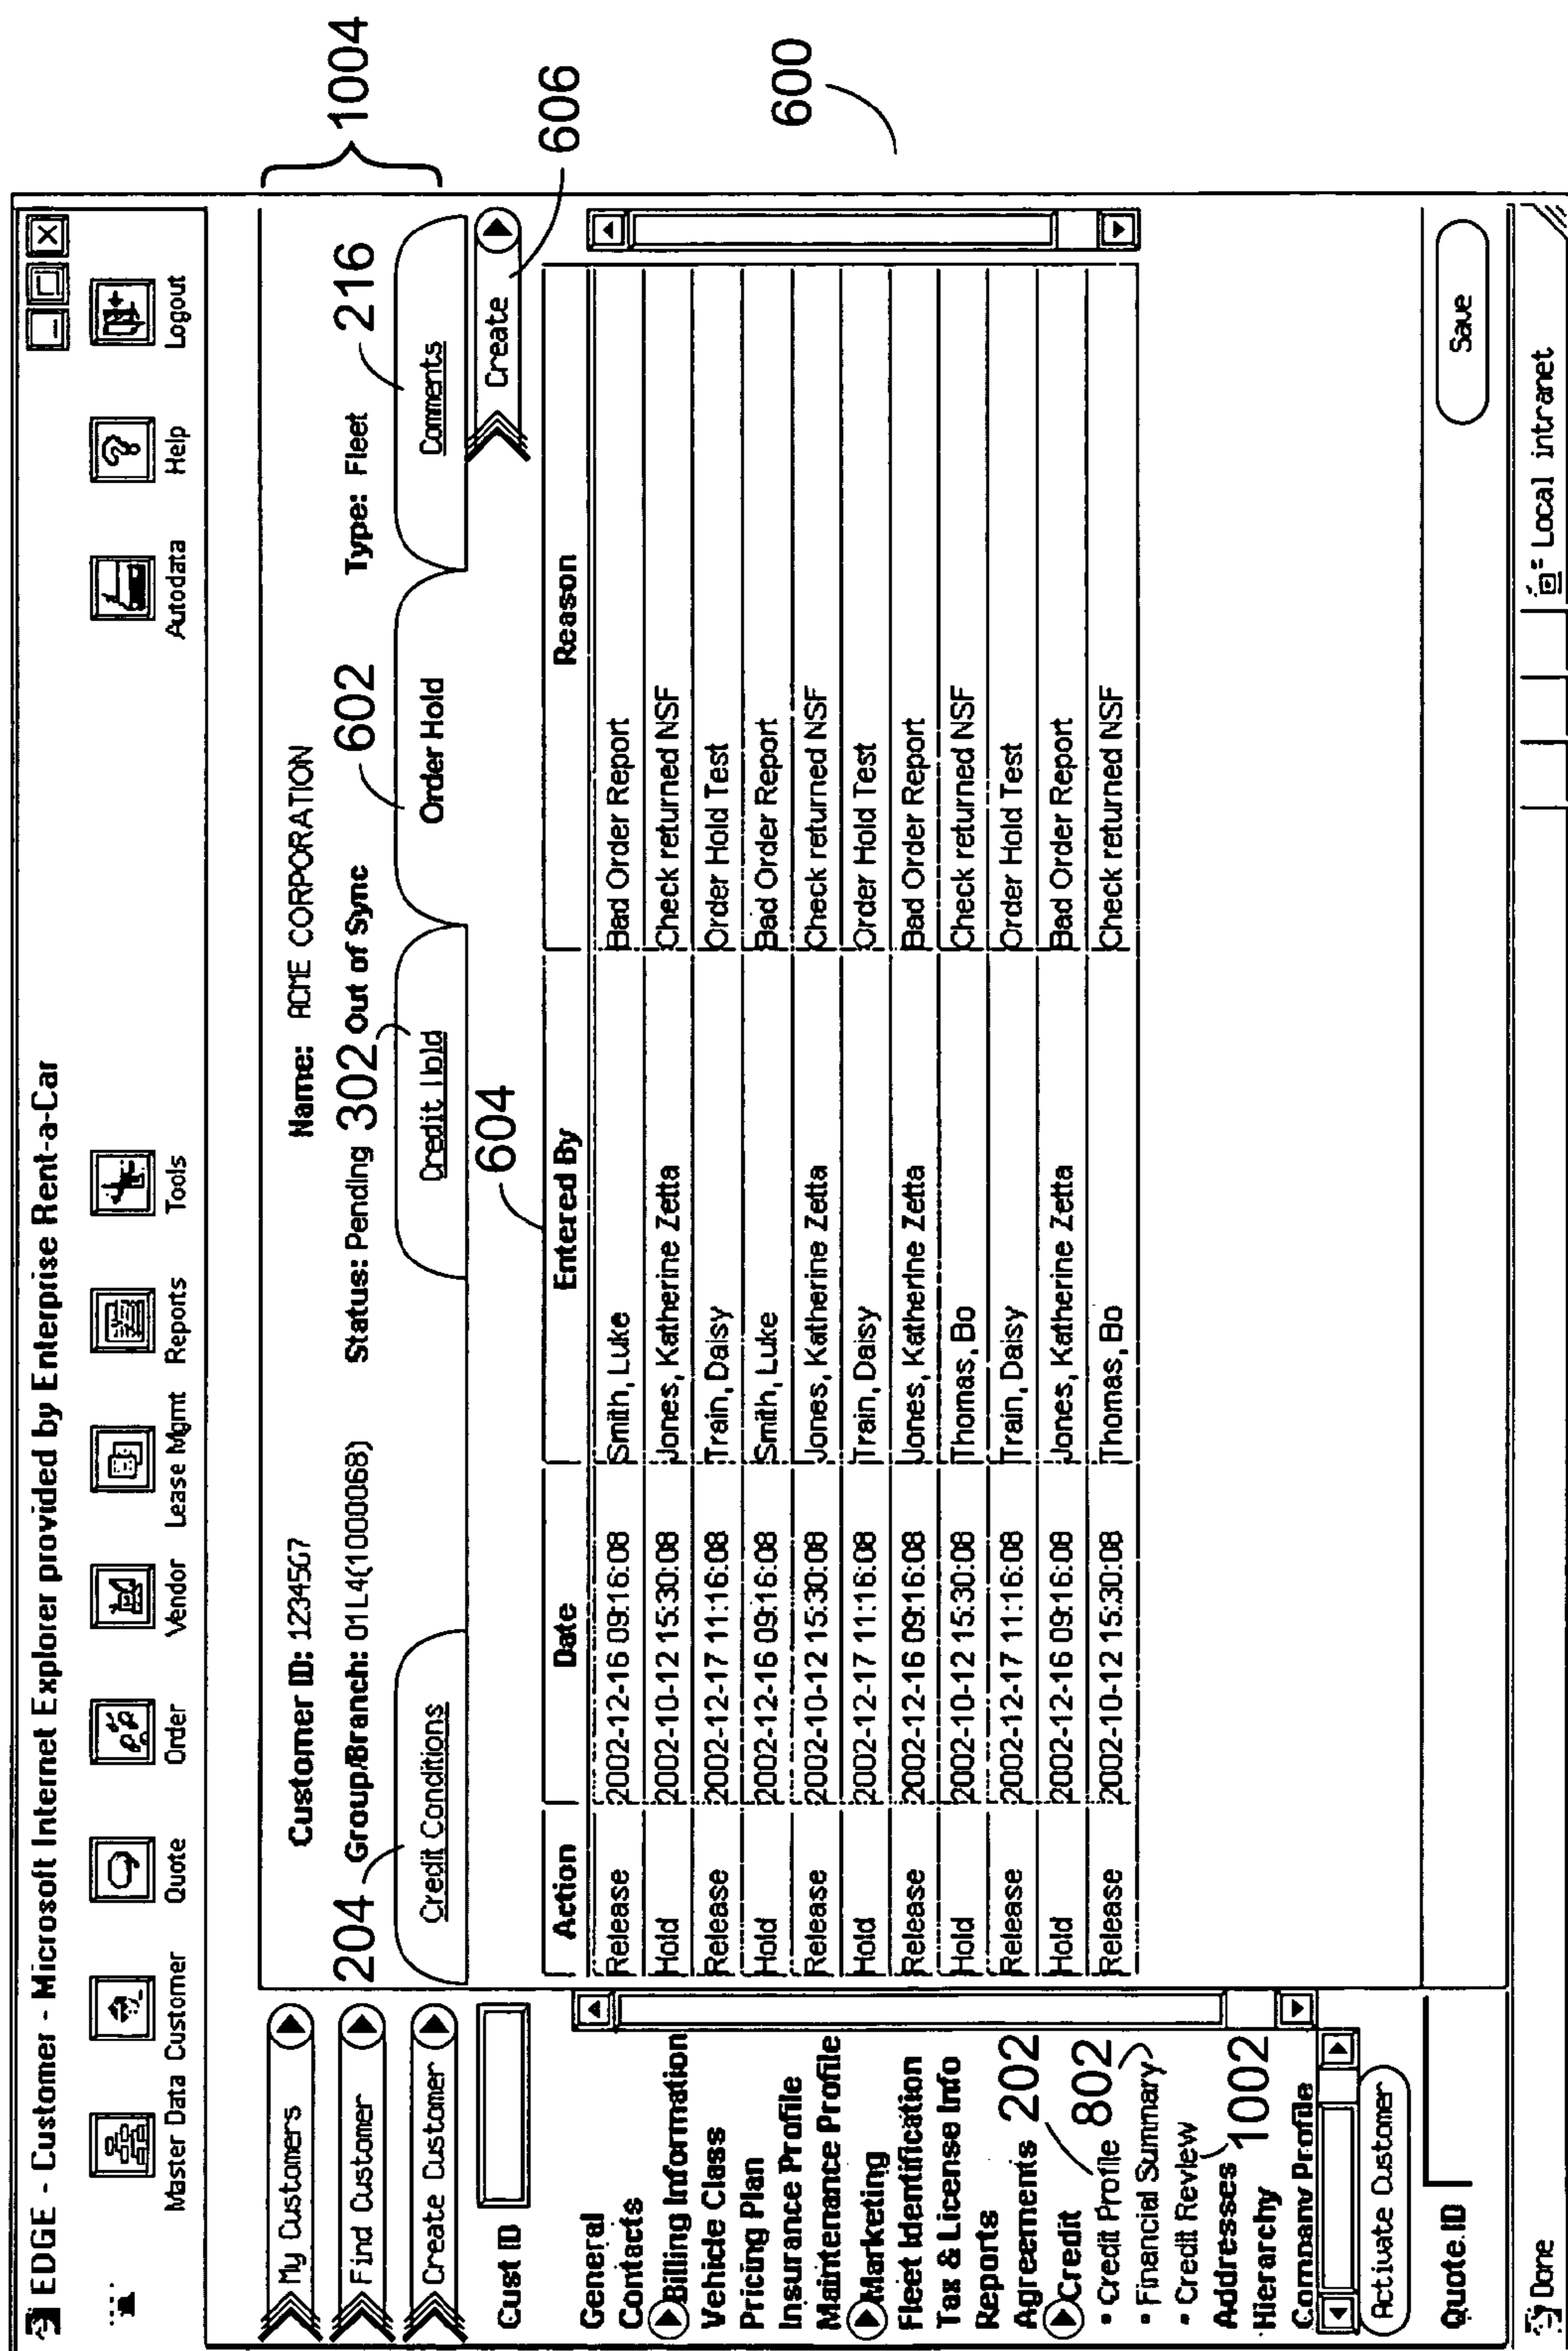 EDGE - Customer - Microsoft Internet Explorer provided by Enterprise Rent-a-Car
Master Data Customer Quote Order Vendor Lease Mgmt Reports Tools Autodata Help Logout
My Customers
Find Customer
Create Customer
Cust ID
General
Contacts
Billing Information
Vehicle Class
Pricing Plan
Insurance Profile
Maintenance Profile
Marketing
Fleet Identification
Tax & License Info
Reports
Agreements 202
Credit
• Credit Profile 802
• Financial Summary
• Credit Review
Addresses 1002
Hierarchy
Company Profile
Activate Customer
Quote.ID
Customer ID: 1234567 Name: ACME CORPORATION
204 Group/Branch: 01L4(1000068) Status: Pending 302 Out of Sync 602 Type: Fleet 216
1004
Credit Conditions Credit Hold Order Hold Comments
604 Create 606
600
Action Date Entered By Reason
Release 2002-12-16 09:16:08 Smith, Luke Bad Order Report
Hold 2002-10-12 15:30:08 Jones, Katherine Zetta Check returned NSF
Release 2002-12-17 11:16:08 Train, Daisy Order Hold Test
Hold 2002-12-16 09:16:08 Smith, Luke Bad Order Report
Release 2002-10-12 15:30:08 Jones, Katherine Zetta Check returned NSF
Hold 2002-12-17 11:16:08 Train, Daisy Order Hold Test
Release 2002-12-16 09:16:08 Jones, Katherine Zetta Bad Order Report
Hold 2002-10-12 15:30:08 Thomas, Bo Check returned NSF
Release 2002-12-17 11:16:08 Train, Daisy Order Hold Test
Hold 2002-12-16 09:16:08 Jones, Katherine Zetta Bad Order Report
Release 2002-10-12 15:30:08 Thomas, Bo Check returned NSF
Save
Done Local intranet